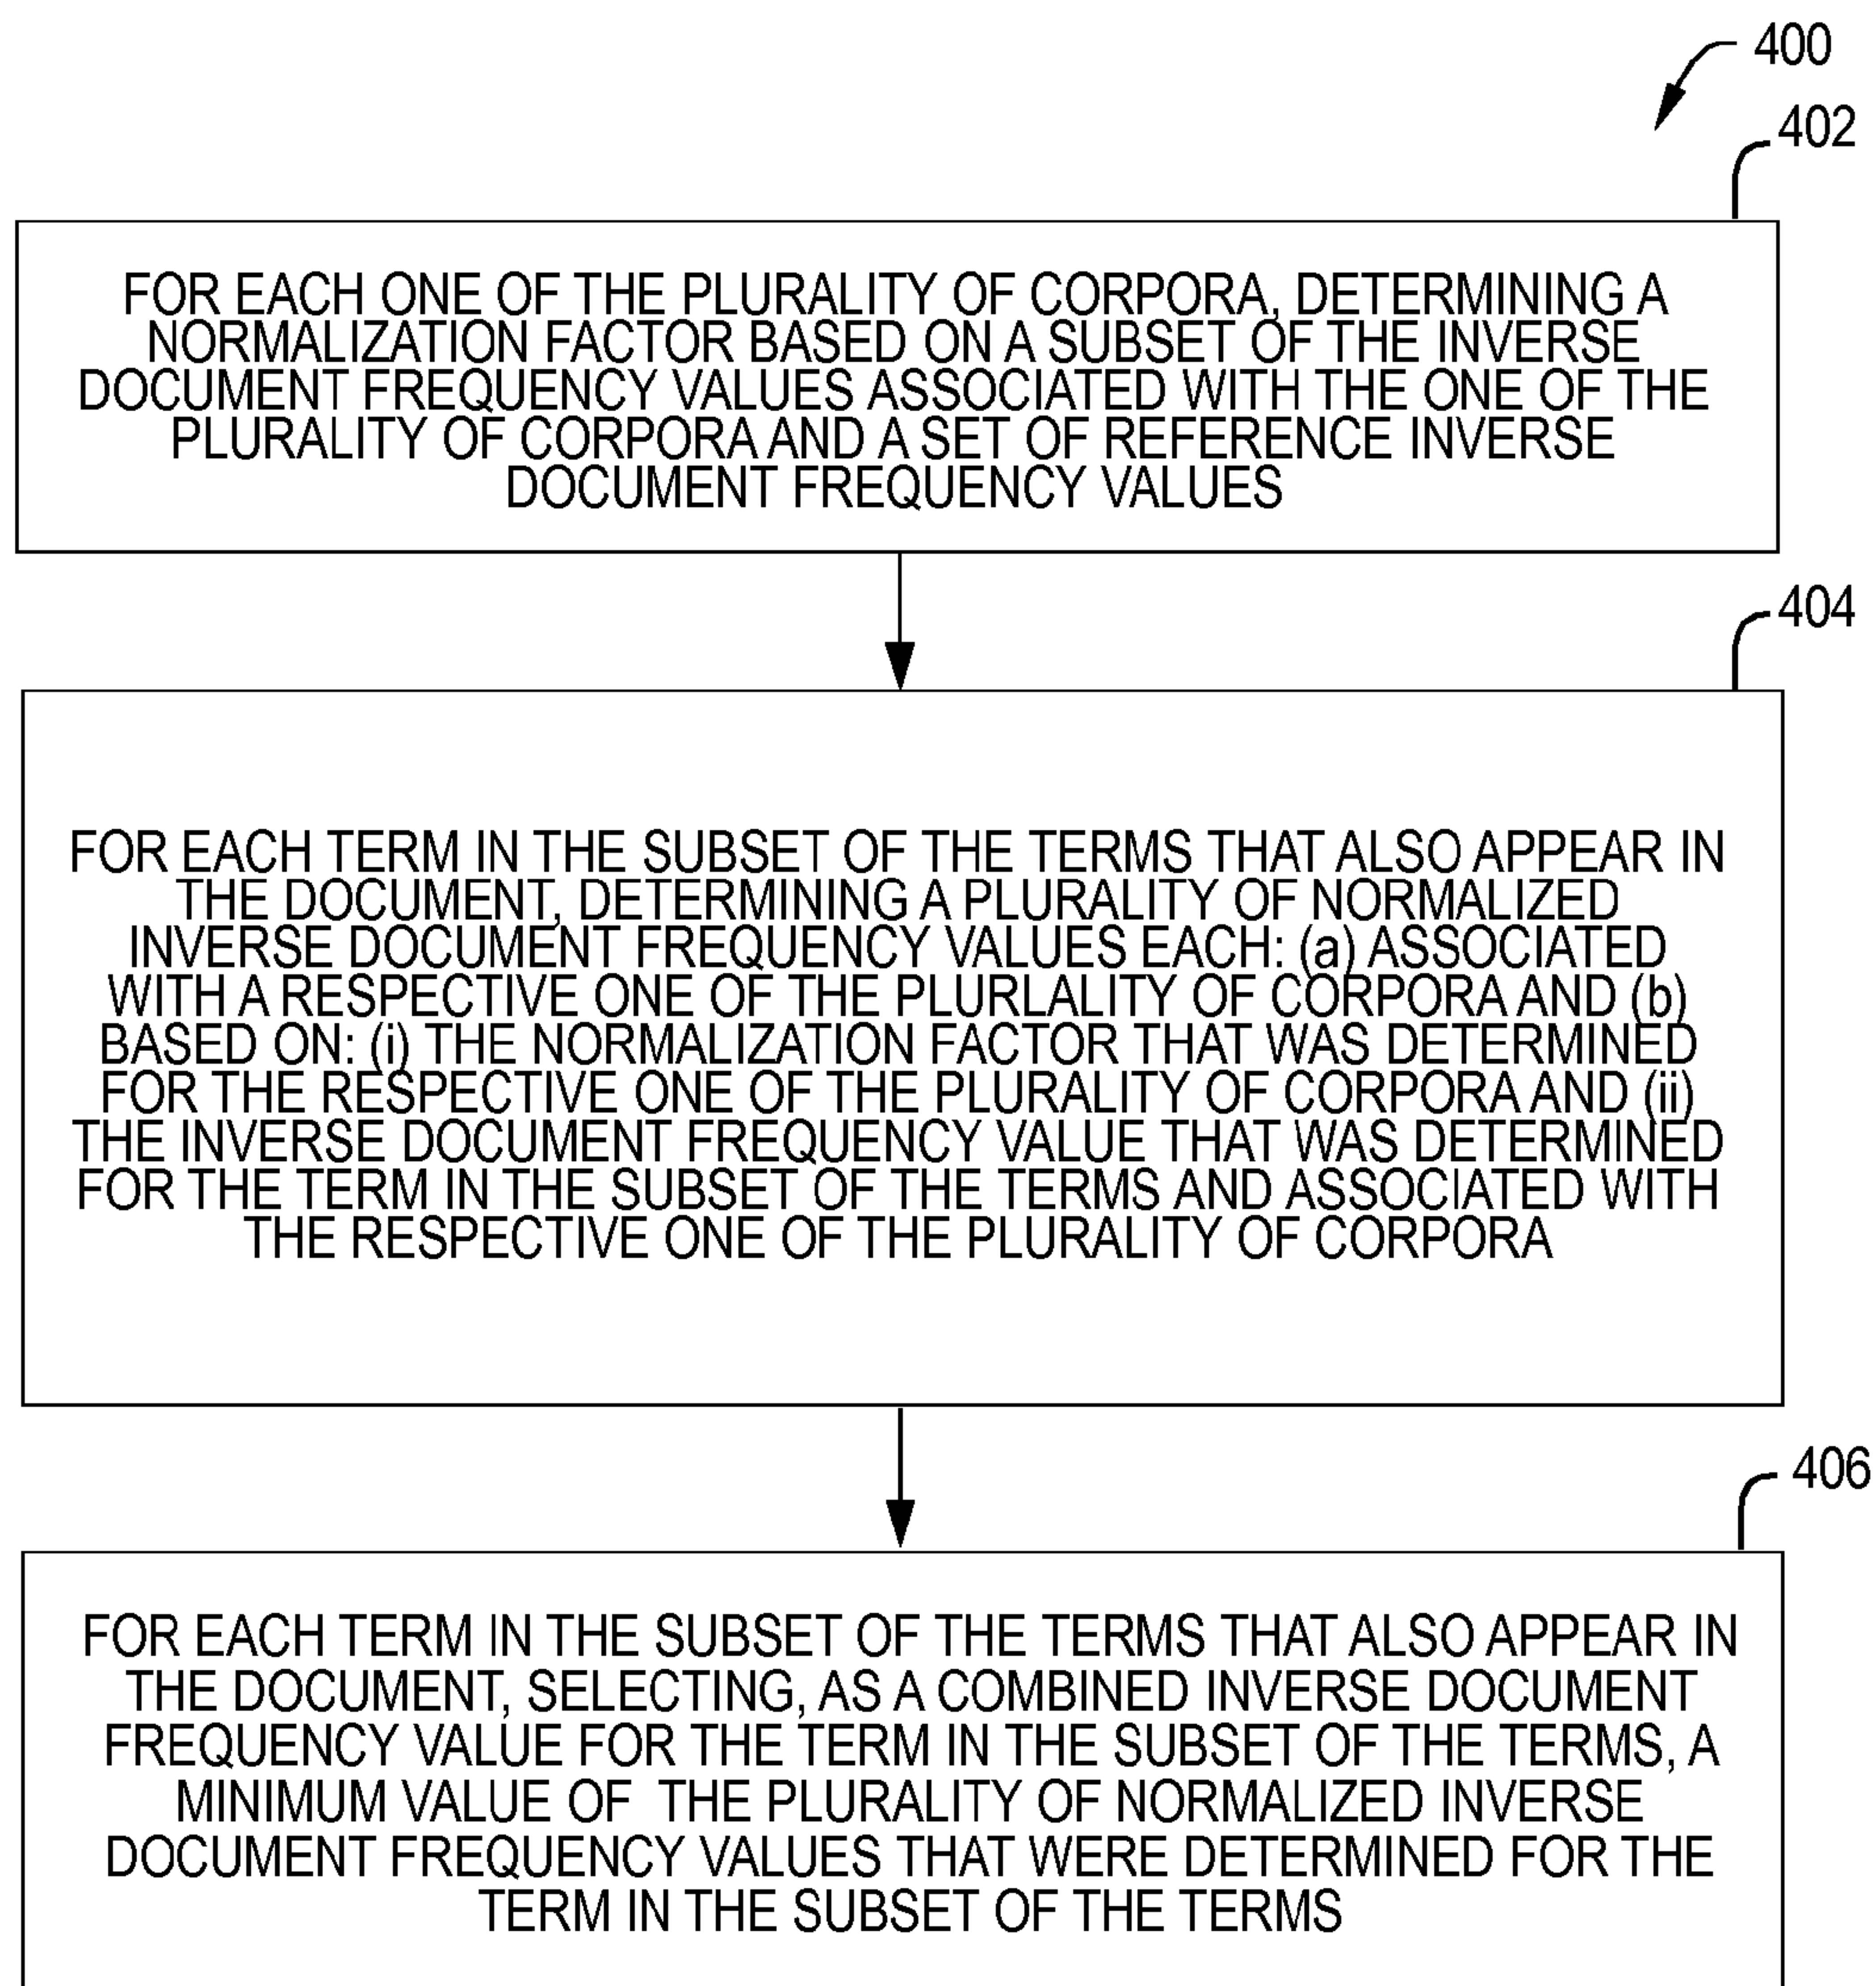 400
402
FOR EACH ONE OF THE PLURALITY OF CORPORA, DETERMINING A
NORMALIZATION FACTOR BASED ON A SUBSET OF THE INVERSE
DOCUMENT FREQUENCY VALUES ASSOCIATED WITH THE ONE OF THE
PLURALITY OF CORPORA AND A SET OF REFERENCE INVERSE
DOCUMENT FREQUENCY VALUES
404
FOR EACH TERM IN THE SUBSET OF THE TERMS THAT ALSO APPEAR IN
THE DOCUMENT, DETERMINING A PLURALITY OF NORMALIZED
INVERSE DOCUMENT FREQUENCY VALUES EACH: (a) ASSOCIATED
WITH A RESPECTIVE ONE OF THE PLURLALITY OF CORPORA AND (b)
BASED ON: (i) THE NORMALIZATION FACTOR THAT WAS DETERMINED
FOR THE RESPECTIVE ONE OF THE PLURALITY OF CORPORA AND (ii)
THE INVERSE DOCUMENT FREQUENCY VALUE THAT WAS DETERMINED
FOR THE TERM IN THE SUBSET OF THE TERMS AND ASSOCIATED WITH
THE RESPECTIVE ONE OF THE PLURALITY OF CORPORA
406
FOR EACH TERM IN THE SUBSET OF THE TERMS THAT ALSO APPEAR IN
THE DOCUMENT, SELECTING, AS A COMBINED INVERSE DOCUMENT
FREQUENCY VALUE FOR THE TERM IN THE SUBSET OF THE TERMS, A
MINIMUM VALUE OF THE PLURALITY OF NORMALIZED INVERSE
DOCUMENT FREQUENCY VALUES THAT WERE DETERMINED FOR THE
TERM IN THE SUBSET OF THE TERMS